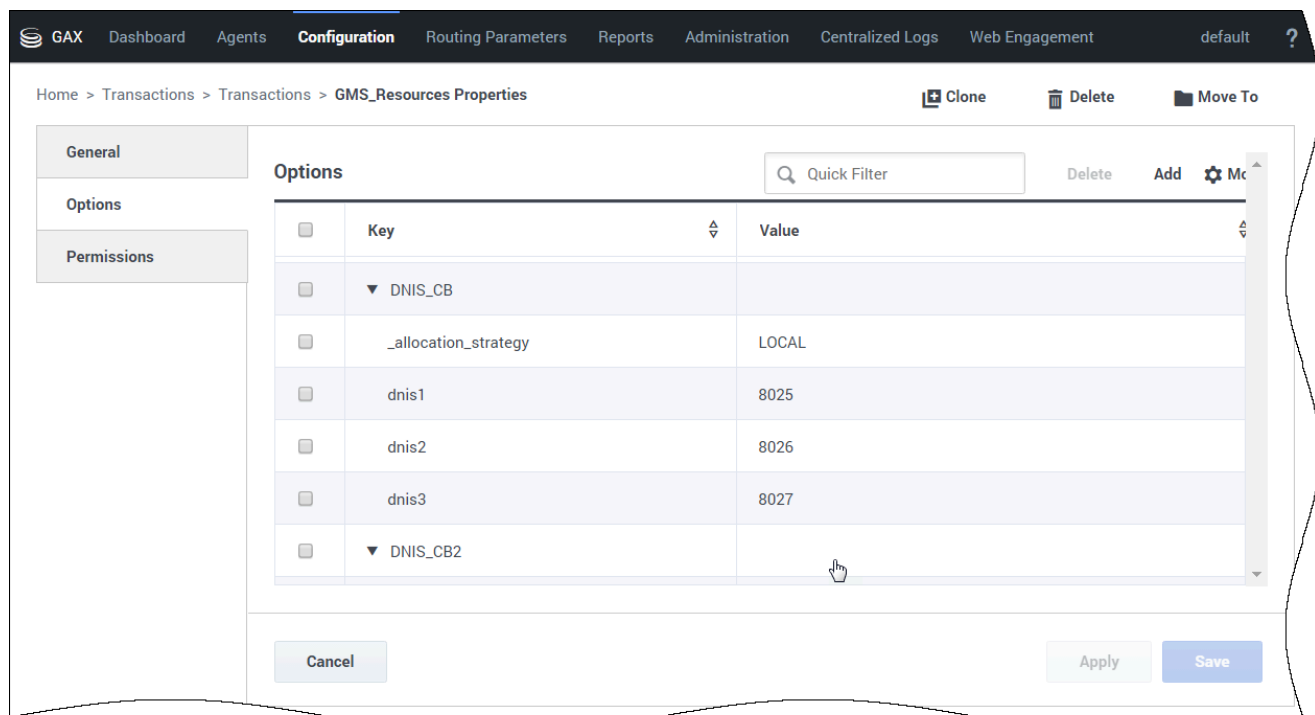 GAX Dashboard Agents Configuration Routing Parameters Reports Administration Centralized Logs Web Engagement default ?
Home > Transactions > Transactions > GMS_Resources Properties Clone Delete Move To
General
Options
Permissions
Options Quick Filter Delete Add Mo
Key Value
DNIS_CB
_allocation_strategy LOCAL
dnis1 8025
dnis2 8026
dnis3 8027
DNIS_CB2
Cancel Apply Save